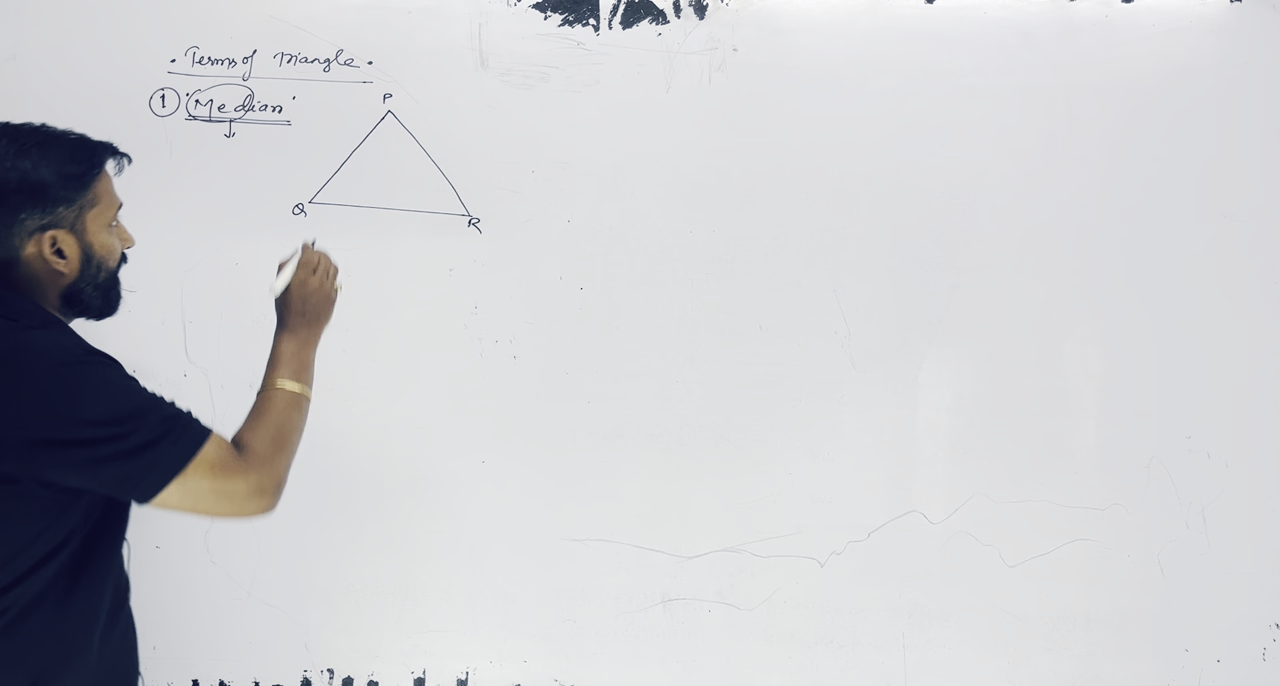 · Terms of Triangle ·
① 'Median'
P
Q
R